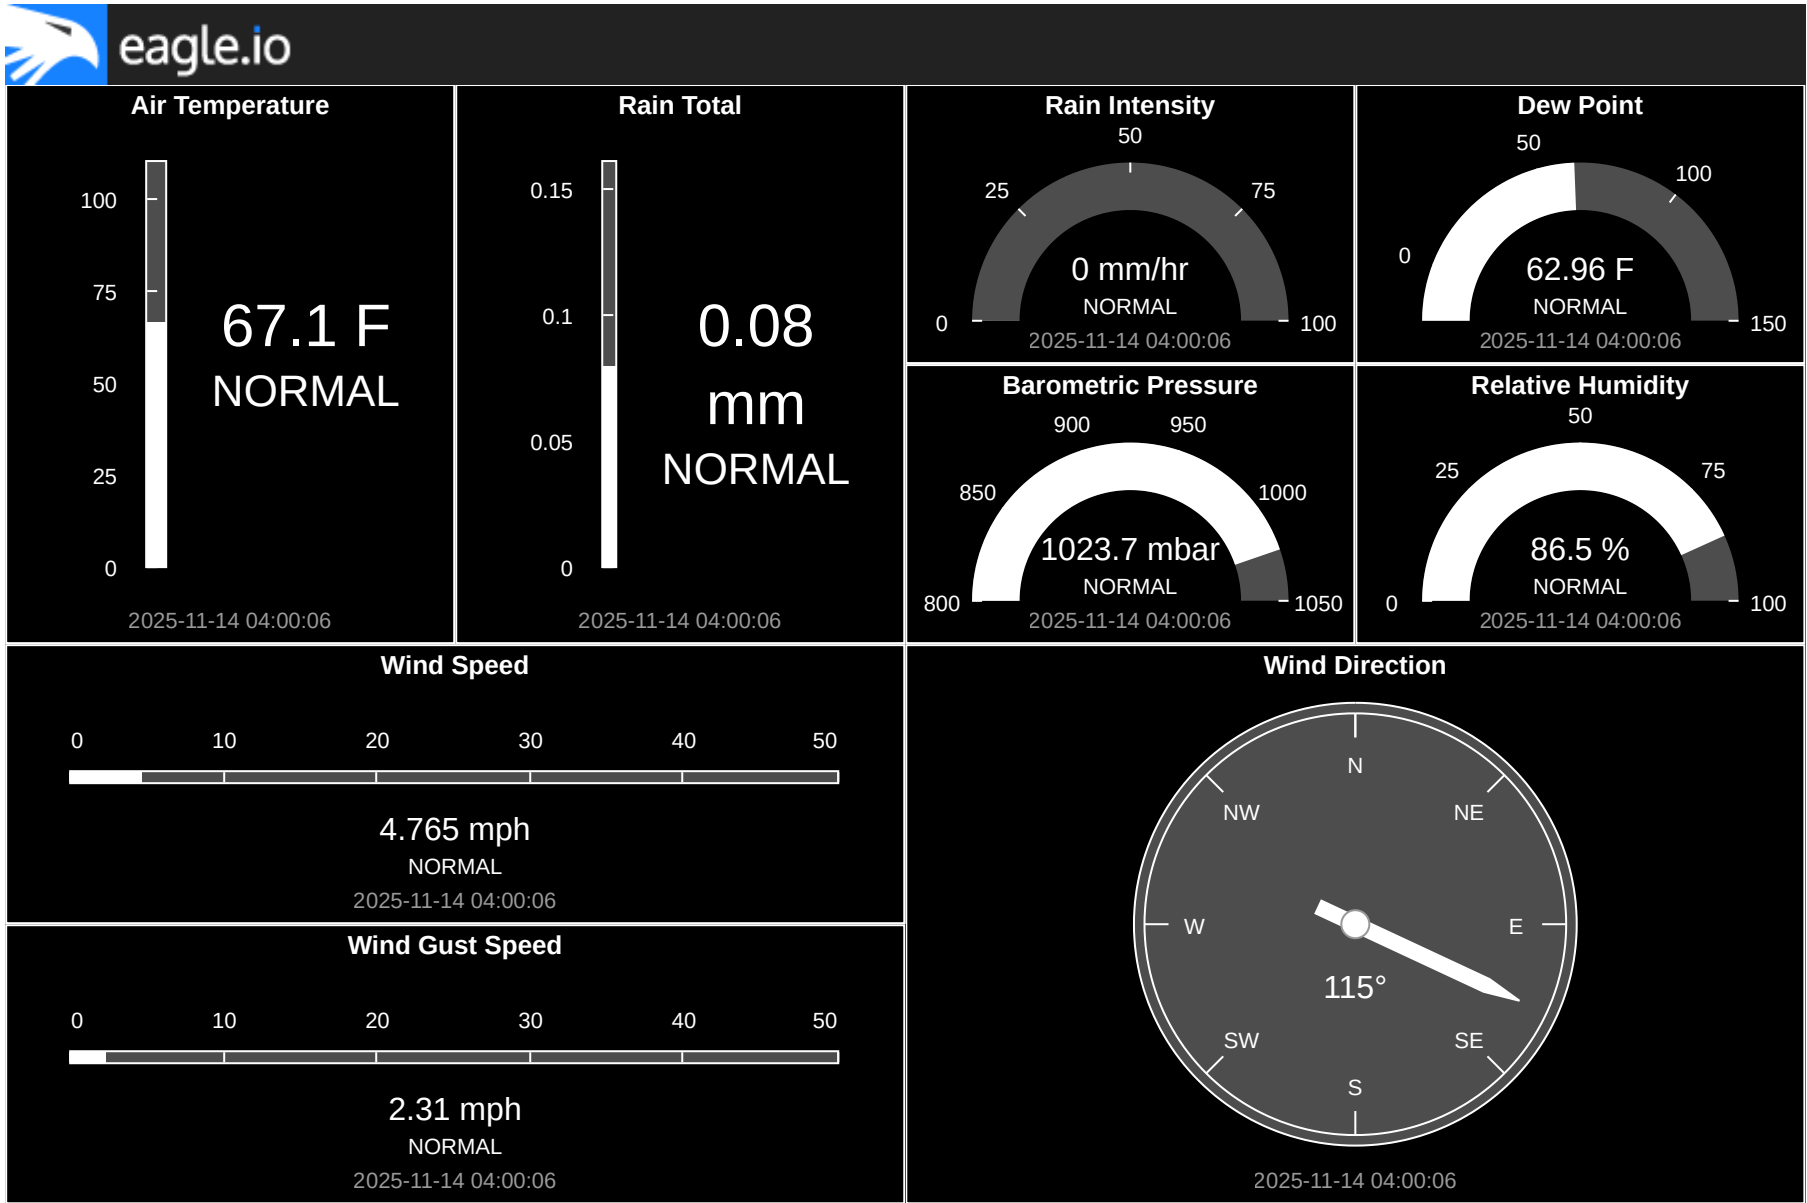 eagle.io
Air Temperature
100
75
50
25
0
67.1 F
NORMAL
2025-11-14 04:00:06
Rain Total
0.15
0.1
0.05
0
0.08
mm
NORMAL
2025-11-14 04:00:06
Rain Intensity
50
25
75
0
100
0 mm/hr
NORMAL
2025-11-14 04:00:06
Dew Point
50
100
0
150
62.96 F
NORMAL
2025-11-14 04:00:06
Barometric Pressure
900
950
850
1000
800
1050
1023.7 mbar
NORMAL
2025-11-14 04:00:06
Relative Humidity
50
25
75
0
100
86.5 %
NORMAL
2025-11-14 04:00:06
Wind Speed
0 10 20 30 40 50
4.765 mph
NORMAL
2025-11-14 04:00:06
Wind Gust Speed
0 10 20 30 40 50
2.31 mph
NORMAL
2025-11-14 04:00:06
Wind Direction
N
NW NE
W E
115°
SW SE
S
2025-11-14 04:00:06